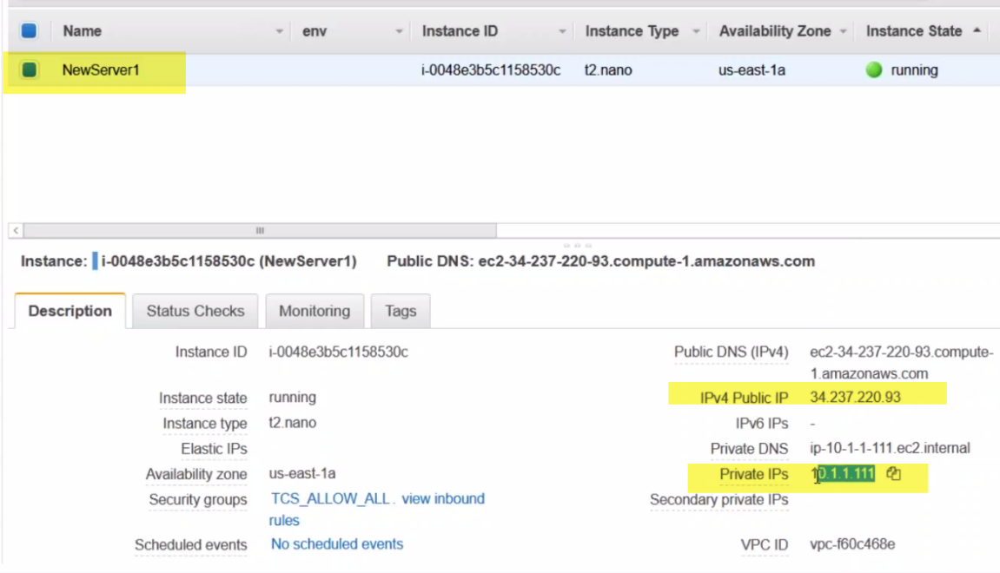 Name env Instance ID Instance Type Availability Zone Instance State
NewServer1 i-0048e3b5c1158530c t2.nano us-east-1a running
Instance: i-0048e3b5c1158530c (NewServer1) Public DNS: ec2-34-237-220-93.compute-1.amazonaws.com
Description Status Checks Monitoring Tags
Instance ID i-0048e3b5c1158530c
Instance state running
Instance type t2.nano
Elastic IPs
Availability zone us-east-1a
Security groups TCS_ALLOW_ALL. view inbound
rules
Scheduled events No scheduled events
Public DNS (IPv4) ec2-34-237-220-93.compute-
1.amazonaws.com
IPv4 Public IP 34.237.220.93
IPv6 IPs -
Private DNS ip-10-1-1-111.ec2.internal
Private IPs 10.1.1.111
Secondary private IPs
VPC ID vpc-f60c468e